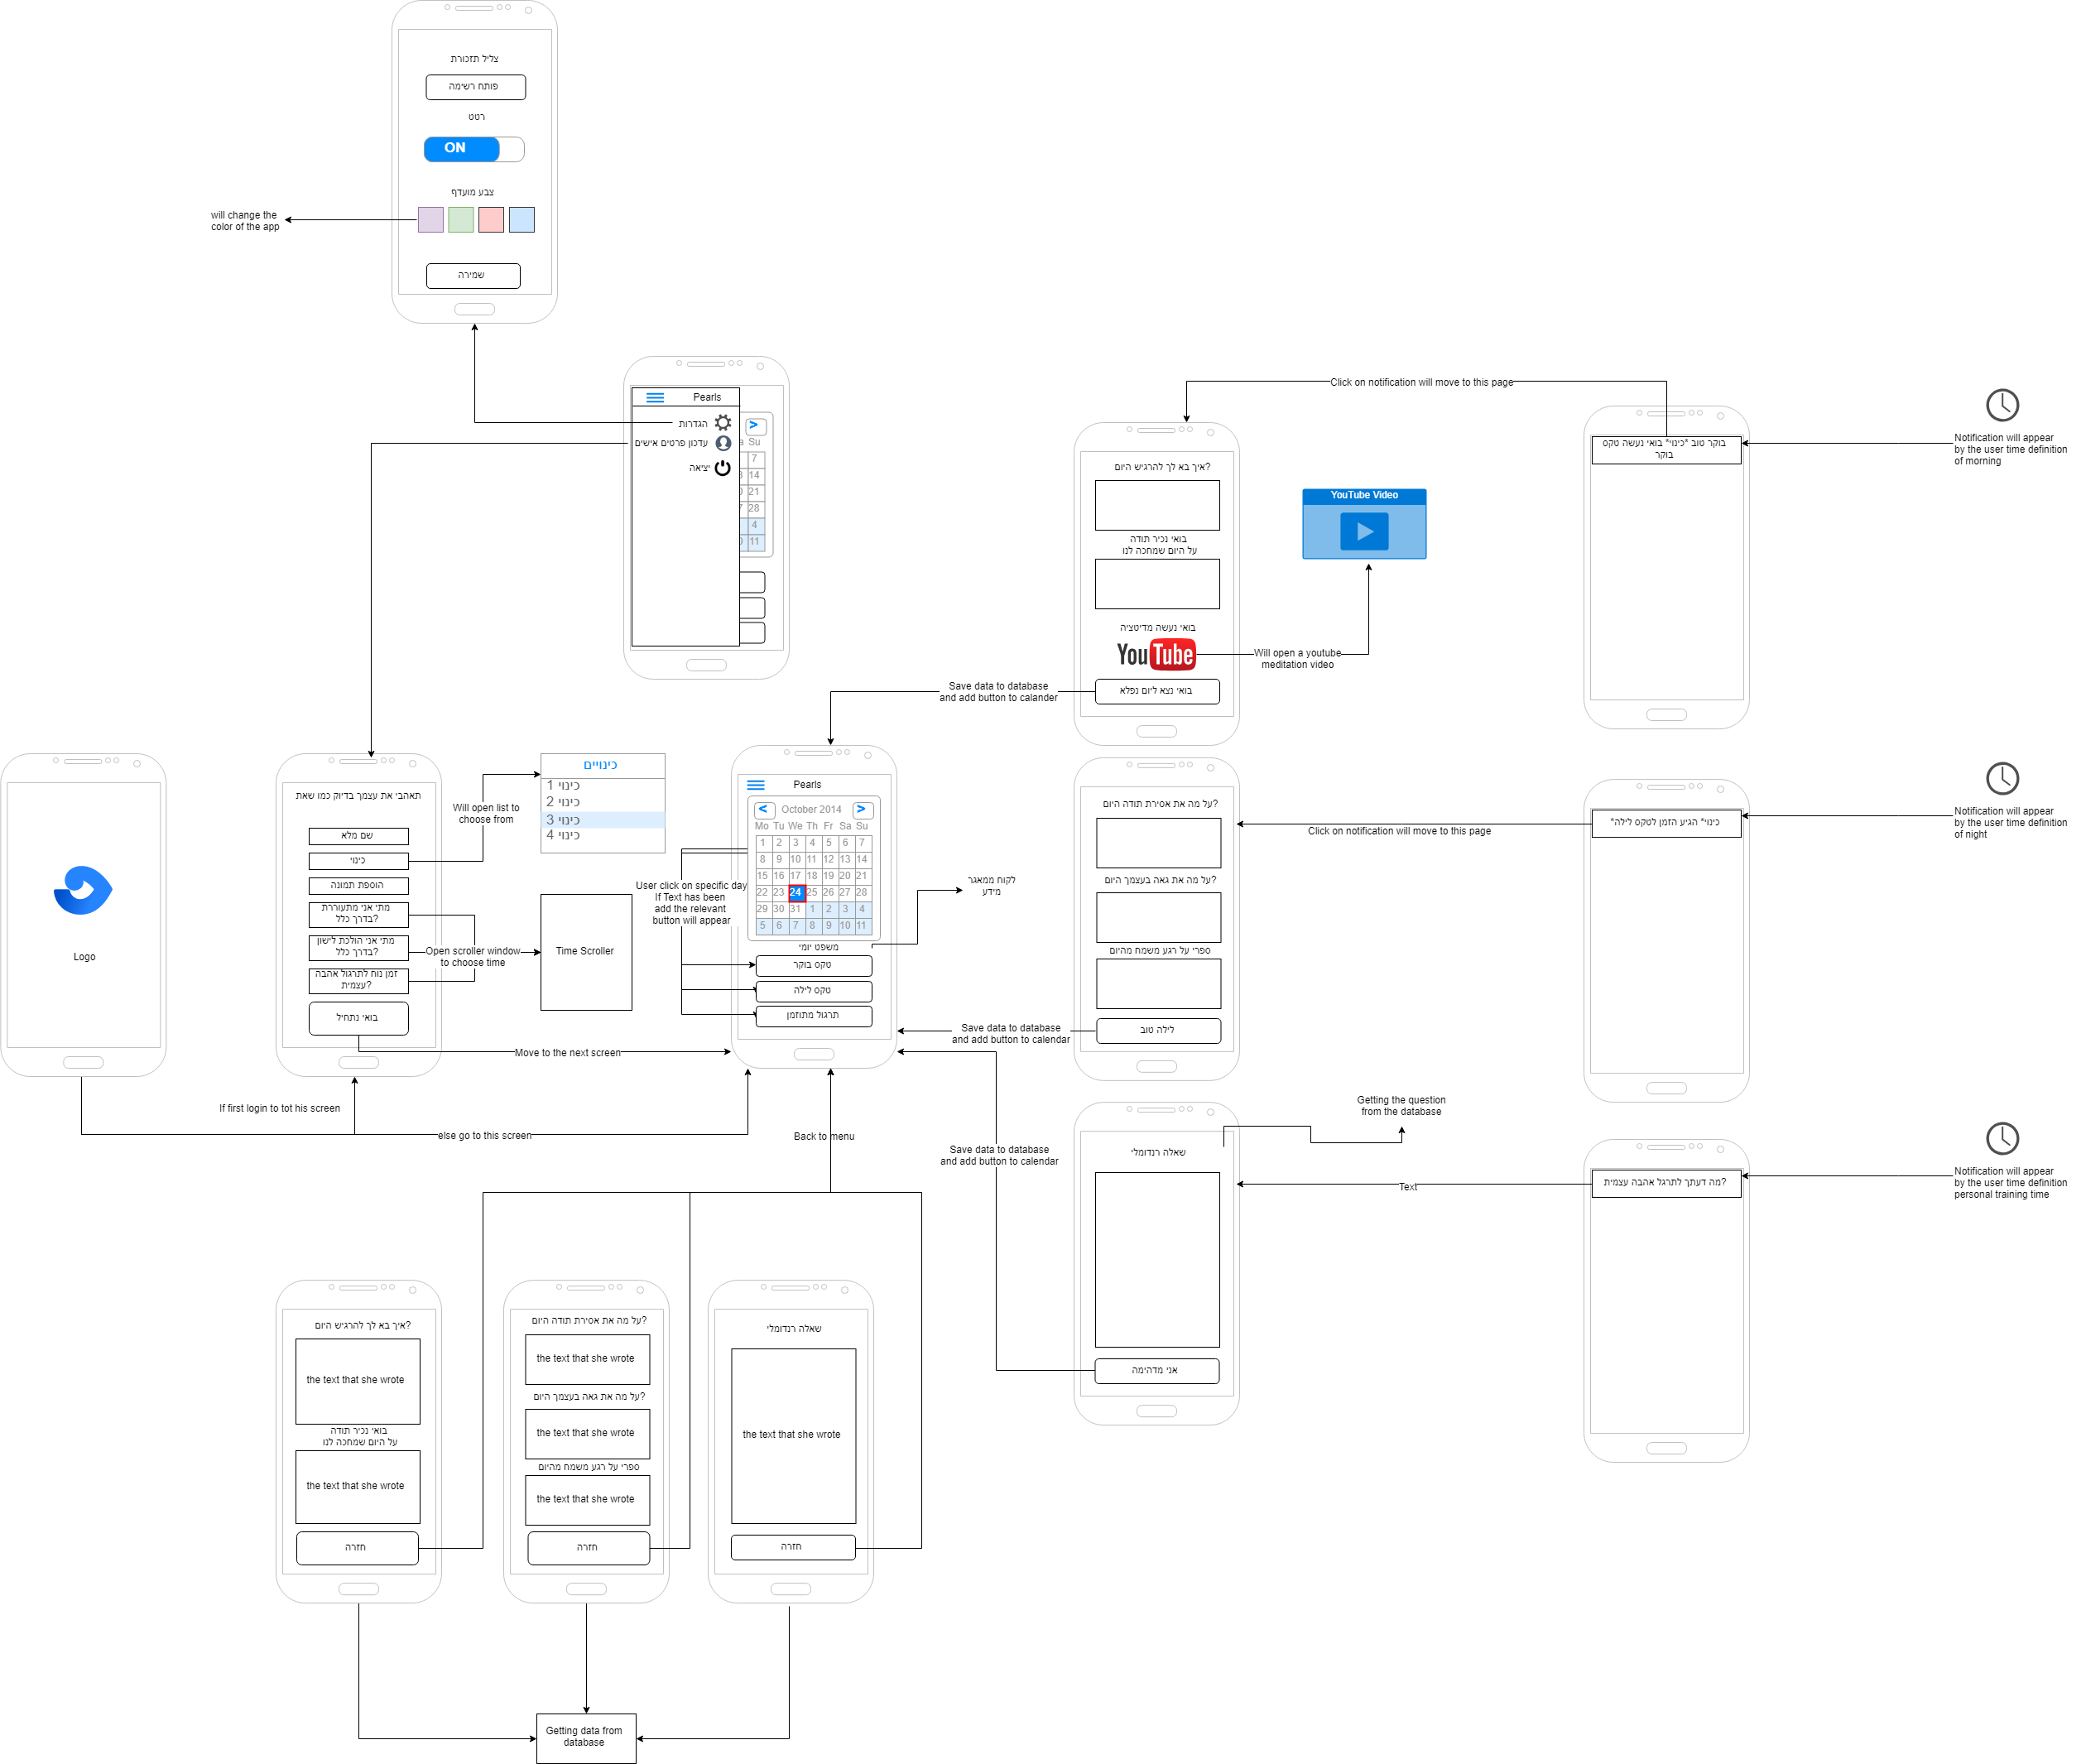 צליל תזכורת
פותח רשימה
רטט
ON
צבע מועדף
will change the
color of the app
שמירה
Pearls
הגדרות
עדכון פרטים אישים
יציאה
>
a Su
7
3 14
21
7 28
4
11
Click on notification will move to this page
איך בא לך להרגיש היום?
בואי נכיר תודה
על היום שמחכה לנו
בואי נעשה מדיטציה
YouTube
בואי נצא ליום נפלא
YouTube Video
Will open a youtube
meditation video
בוקר טוב "כינוי" בואי נעשה טקס
בוקר
Notification will appear
by the user time definition
of morning
Save data to database
and add button to calander
Logo
תאהבי את עצמך בדיוק כמו שאת
שם מלא
כינוי
הוספת תמונה
מתי אני מתעוררת
בדרך כלל?
מתי אני הולכת לישון
בדרך כלל?
זמן נוח לתרגול אהבה
עצמית?
בואי נתחיל
Will open list to
choose from
כינויים
כינוי 1
כינוי 2
כינוי 3
כינוי 4
Open scroller window
to choose time
Time Scroller
User click on specific day
If Text has been
add the relevant
button will appear
Pearls
< October 2014 >
Mo Tu We Th Fr Sa Su
1 2 3 4 5 6 7
8 9 10 11 12 13 14
15 16 17 18 19 20 21
22 23 24 25 26 27 28
29 30 31 1 2 3 4
5 6 7 8 9 10 11
משפט יומי
טקס בוקר
טקס לילה
תרגול מתוזמן
לקוח ממאגר
מידע
על מה את אסירת תודה היום?
על מה את גאה בעצמך היום?
ספרי על רגע משמח מהיום
לילה טוב
Click on notification will move to this page
"כינוי" הגיע הזמן לטקס לילה
Notification will appear
by the user time definition
of night
Save data to database
and add button to calendar
Move to the next screen
If first login to tot his screen
else go to this screen
Back to menu
Save data to database
and add button to calendar
שאלה רנדומלי
אני מדהימה
Getting the question
from the database
Text
מה דעתך לתרגל אהבה עצמית?
Notification will appear
by the user time definition
personal training time
איך בא לך להרגיש היום?
the text that she wrote
בואי נכיר תודה
על היום שמחכה לנו
the text that she wrote
חזרה
על מה את אסירת תודה היום?
the text that she wrote
על מה את גאה בעצמך היום?
the text that she wrote
ספרי על רגע משמח מהיום
the text that she wrote
חזרה
שאלה רנדומלי
the text that she wrote
חזרה
Getting data from
database